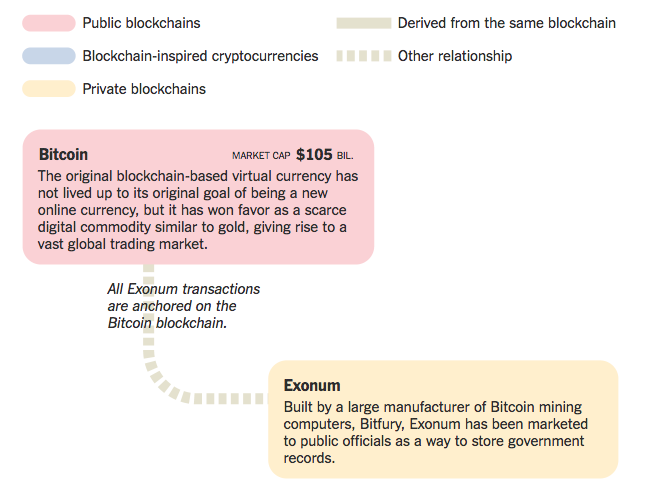 Public blockchains
Derived from the same blockchain
Blockchain-inspired cryptocurrencies
Other relationship
Private blockchains
Bitcoin MARKET CAP $105 BIL.
The original blockchain-based virtual currency has
not lived up to its original goal of being a new
online currency, but it has won favor as a scarce
digital commodity similar to gold, giving rise to a
vast global trading market.
All Exonum transactions
are anchored on the
Bitcoin blockchain.
Exonum
Built by a large manufacturer of Bitcoin mining
computers, Bitfury, Exonum has been marketed
to public officials as a way to store government
records.